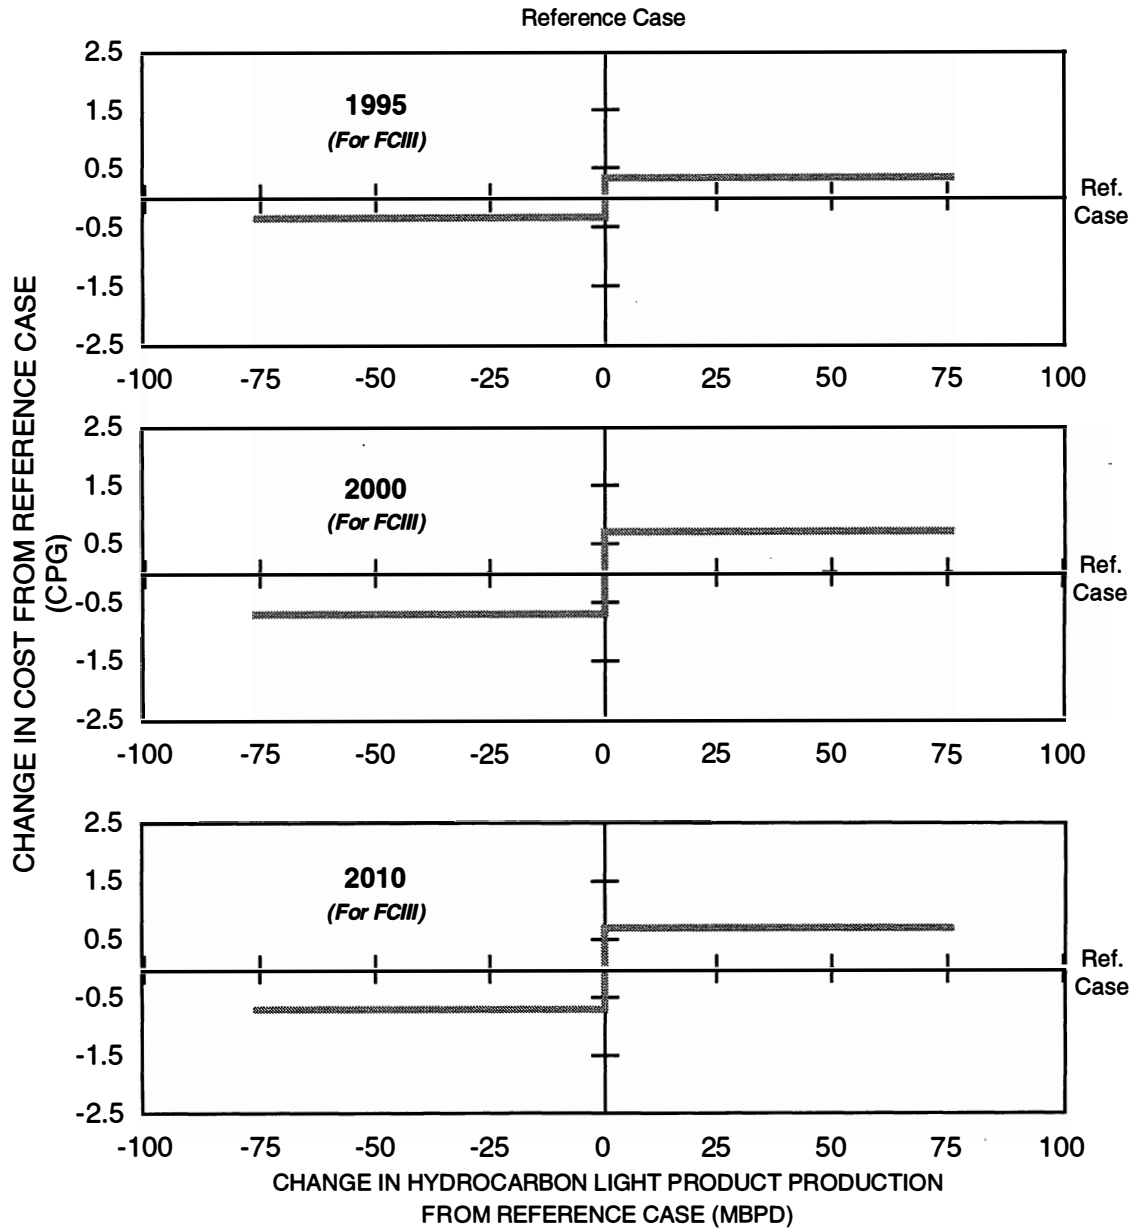 Reference Case
2.5
1995
1.5
(For FCIII)
0.5
Ref.
Case
-0.5
-1.5
-2.5
-100 -75 -50 -25 0 25 50 75 100
CHANGE IN COST FROM REFERENCE CASE
(CPG)
2.5
2000
1.5
(For FCIII)
0.5
Ref.
Case
-0.5
-1.5
-2.5
-100 -75 -50 -25 0 25 50 75 100
2.5
2010
1.5
(For FCIII)
0.5
Ref.
Case
-0.5
-1.5
-2.5
-100 -75 -50 -25 0 25 50 75 100
CHANGE IN HYDROCARBON LIGHT PRODUCT PRODUCTION
FROM REFERENCE CASE (MBPD)